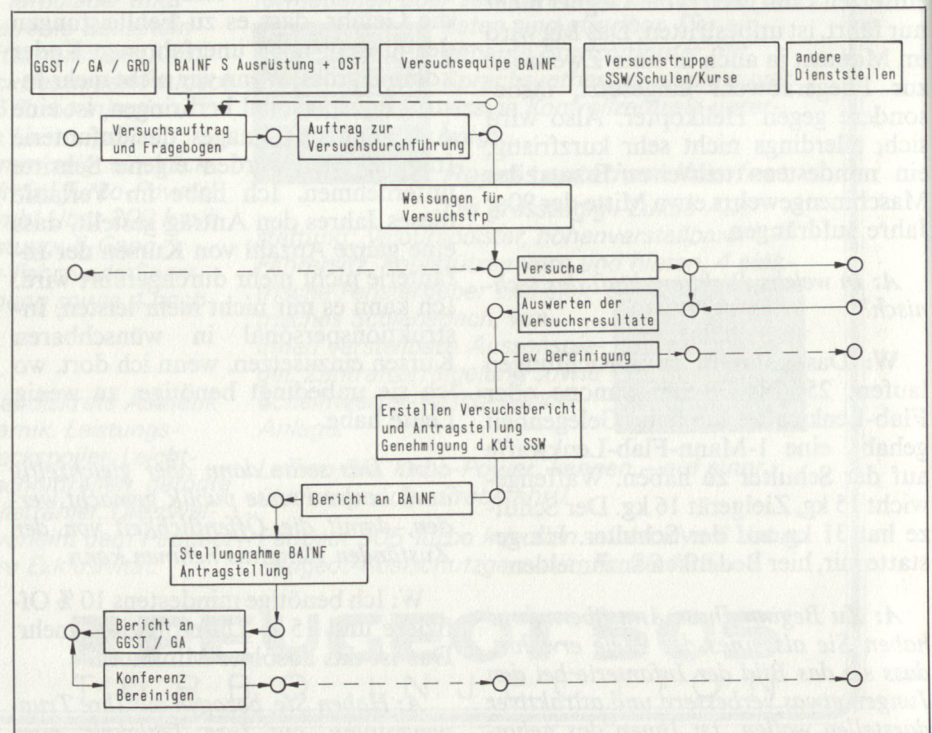 GGST / GA / GRD
BAINF S Ausrüstung + OST
Versuchsequipe BAINF
Versuchstruppe
SSW/Schulen/Kurse
andere
Dienststellen
Versuchsauftrag
und Fragebogen
Auftrag zur
Versuchsdurchführung
Weisungen für
Versuchstrp
Versuche
Auswerten der
Versuchsresultate
ev Bereinigung
Erstellen Versuchsbericht
und Antragstellung
Genehmigung d Kdt SSW
Bericht an BAINF
Stellungnahme BAINF
Antragstellung
Bericht an
GGST / GA
Konferenz
Bereinigen